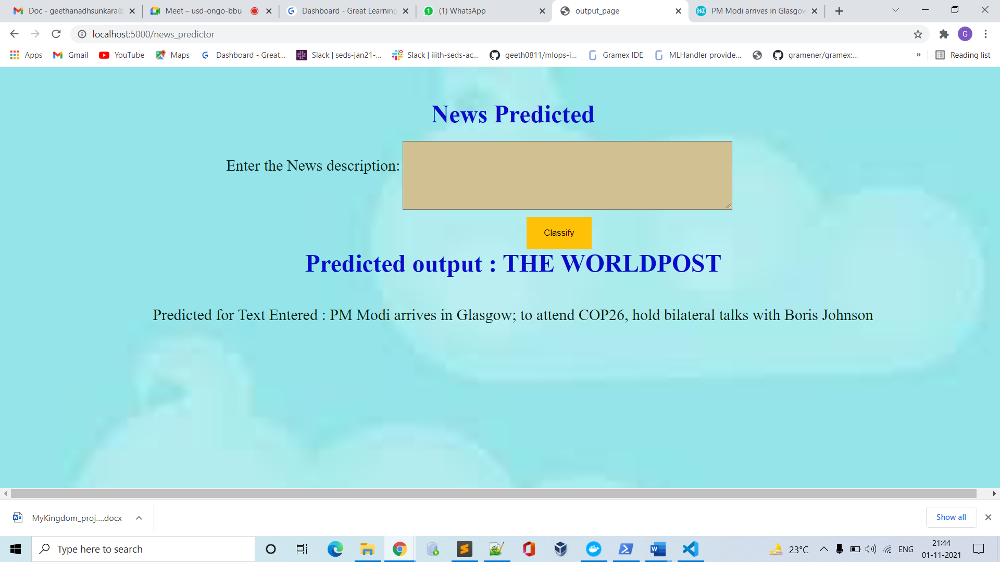 Doc - geethanadhsunkara@
Meet – usd-ongo-bbu
Dashboard - Great Learning
(1) WhatsApp
output_page
PM Modi arrives in Glasgow
localhost:5000/news_predictor
G
Apps
Gmail
YouTube
Maps
Dashboard - Great...
Slack | seds-jan21-...
Slack | iiith-seds-ac...
geeth0811/mlops-i...
Gramex IDE
MLHandler provide...
gramener/gramex:...
»
Reading list
News Predicted
Enter the News description:
Classify
Predicted output : THE WORLDPOST
Predicted for Text Entered : PM Modi arrives in Glasgow; to attend COP26, hold bilateral talks with Boris Johnson
MyKingdom_proj....docx
Show all
Type here to search
23°C
ENG
21:44
01-11-2021